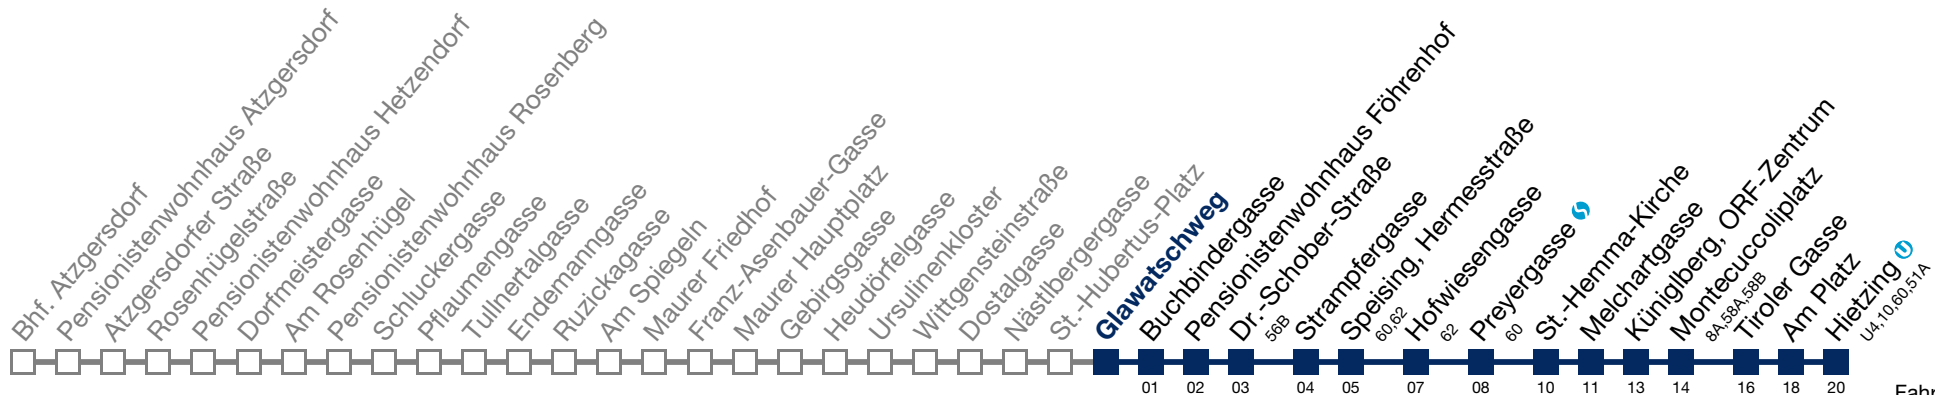 Bhf. Atzgersdorf
Pensionistenwohnhaus Atzgersdorf
Atzgersdorfer Straße
Rosenhügelstraße
Pensionistenwohnhaus Hetzendorf
Dorfmeistergasse
Am Rosenhügel
Pensionistenwohnhaus Rosenberg
Schluckergasse
Pflaumengasse
Tullnertalgasse
Endemanngasse
Ruzickagasse
Am Spiegeln
Maurer Friedhof
Franz-Asenbauer-Gasse
Maurer Hauptplatz
Gebirgsgasse
Heudörfelgasse
Ursulinenkloster
Wittgensteinstraße
Dostalgasse
Nästlbergergasse
St.-Hubertus-Platz
Glawatschweg
Buchbindergasse
Pensionistenwohnhaus Föhrenhof
Dr.-Schober-Straße
56B
Strampfergasse
Speising, Hermesstraße
60,62
Hofwiesengasse
62
Preyergasse S
60
St.-Hemma-Kirche
Melchartgasse
Küniglberg, ORF-Zentrum
Montecuccoliplatz
8A,58A,58B
Tiroler Gasse
Am Platz
Hietzing U
U4,10,60,51A
01 02 03 04 05 07 08 10 11 13 14 16 18 20
Fahr